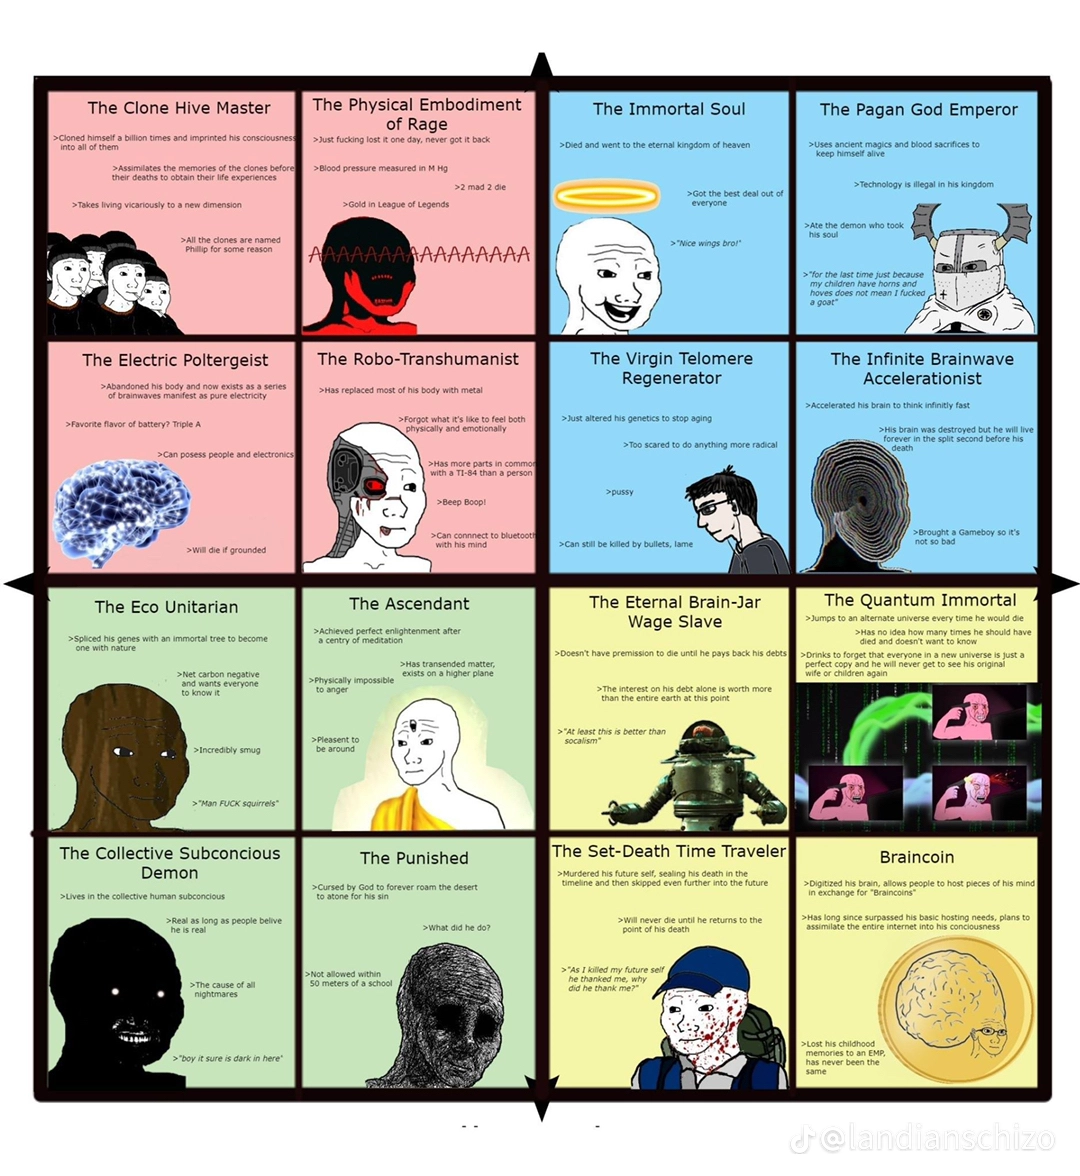 The Clone Hive Master
>Cloned himself a billion times and imprinted his consciousness
into all of them
>Assimilates the memories of the clones before
their deaths to obtain their life experiences
>Takes living vicariously to a new dimension
>All the clones are named
Phillip for some reason
The Physical Embodiment
of Rage
>Just fucking lost it one day, never got it back
>Blood pressure measured in M Hg
>2 mad 2 die
>Gold in League of Legends
AAAAAAAAAAAAAAAAA
The Immortal Soul
>Died and went to the eternal kingdom of heaven
>Got the best deal out of
everyone
>"Nice wings bro!"
The Pagan God Emperor
>Uses ancient magics and blood sacrifices to
keep himself alive
>Technology is illegal in his kingdom
>Ate the demon who took
his soul
>"for the last time just because
my children have horns and
hoves does not mean I fucked
a goat"
The Electric Poltergeist
>Abandoned his body and now exists as a series
of brainwaves manifest as pure electricity
>Favorite flavor of battery? Triple A
>Can posess people and electronics
>Will die if grounded
The Robo-Transhumanist
>Has replaced most of his body with metal
>Forgot what it's like to feel both
physically and emotionally
>Has more parts in common
with a TI-84 than a person
>Beep Boop!
>Can connnect to bluetooth
with his mind
The Virgin Telomere
Regenerator
>Just altered his genetics to stop aging
>Too scared to do anything more radical
>pussy
>Can still be killed by bullets, lame
The Infinite Brainwave
Accelerationist
>Accelerated his brain to think infinitly fast
>His brain was destroyed but he will live
forever in the split second before his
death
>Brought a Gameboy so it's
not so bad
The Eco Unitarian
>Spliced his genes with an immortal tree to become
one with nature
>Net carbon negative
and wants everyone
to know it
>Incredibly smug
>"Man FUCK squirrels"
The Ascendant
>Achieved perfect enlightenment after
a centry of meditation
>Has transended matter,
exists on a higher plane
>Physically impossible
to anger
>Pleasent to
be around
The Eternal Brain-Jar
Wage Slave
>Doesn't have premission to die until he pays back his debts
>The interest on his debt alone is worth more
than the entire earth at this point
>"At least this is better than
socalism"
The Quantum Immortal
>Jumps to an alternate universe every time he would die
>Has no idea how many times he should have
died and doesn't want to know
>Drinks to forget that everyone in a new universe is just a
perfect copy and he will never get to see his original
wife or children again
The Collective Subconcious
Demon
>Lives in the collective human subconcious
>Real as long as people belive
he is real
>The cause of all
nightmares
>"boy it sure is dark in here"
The Punished
>Cursed by God to forever roam the desert
to atone for his sin
>What did he do?
>Not allowed within
50 meters of a school
The Set-Death Time Traveler
>Murdered his future self, sealing his death in the
timeline and then skipped even further into the future
>Will never die until he returns to the
point of his death
>"As I killed my future self
he thanked me, why
did he thank me?"
Braincoin
>Digitized his brain, allows people to host pieces of his mind
in exchange for "Braincoins"
>Has long since surpassed his basic hosting needs, plans to
assimilate the entire internet into his conciousness
>Lost his childhood
memories to an EMP,
has never been the
same
@landianschizo